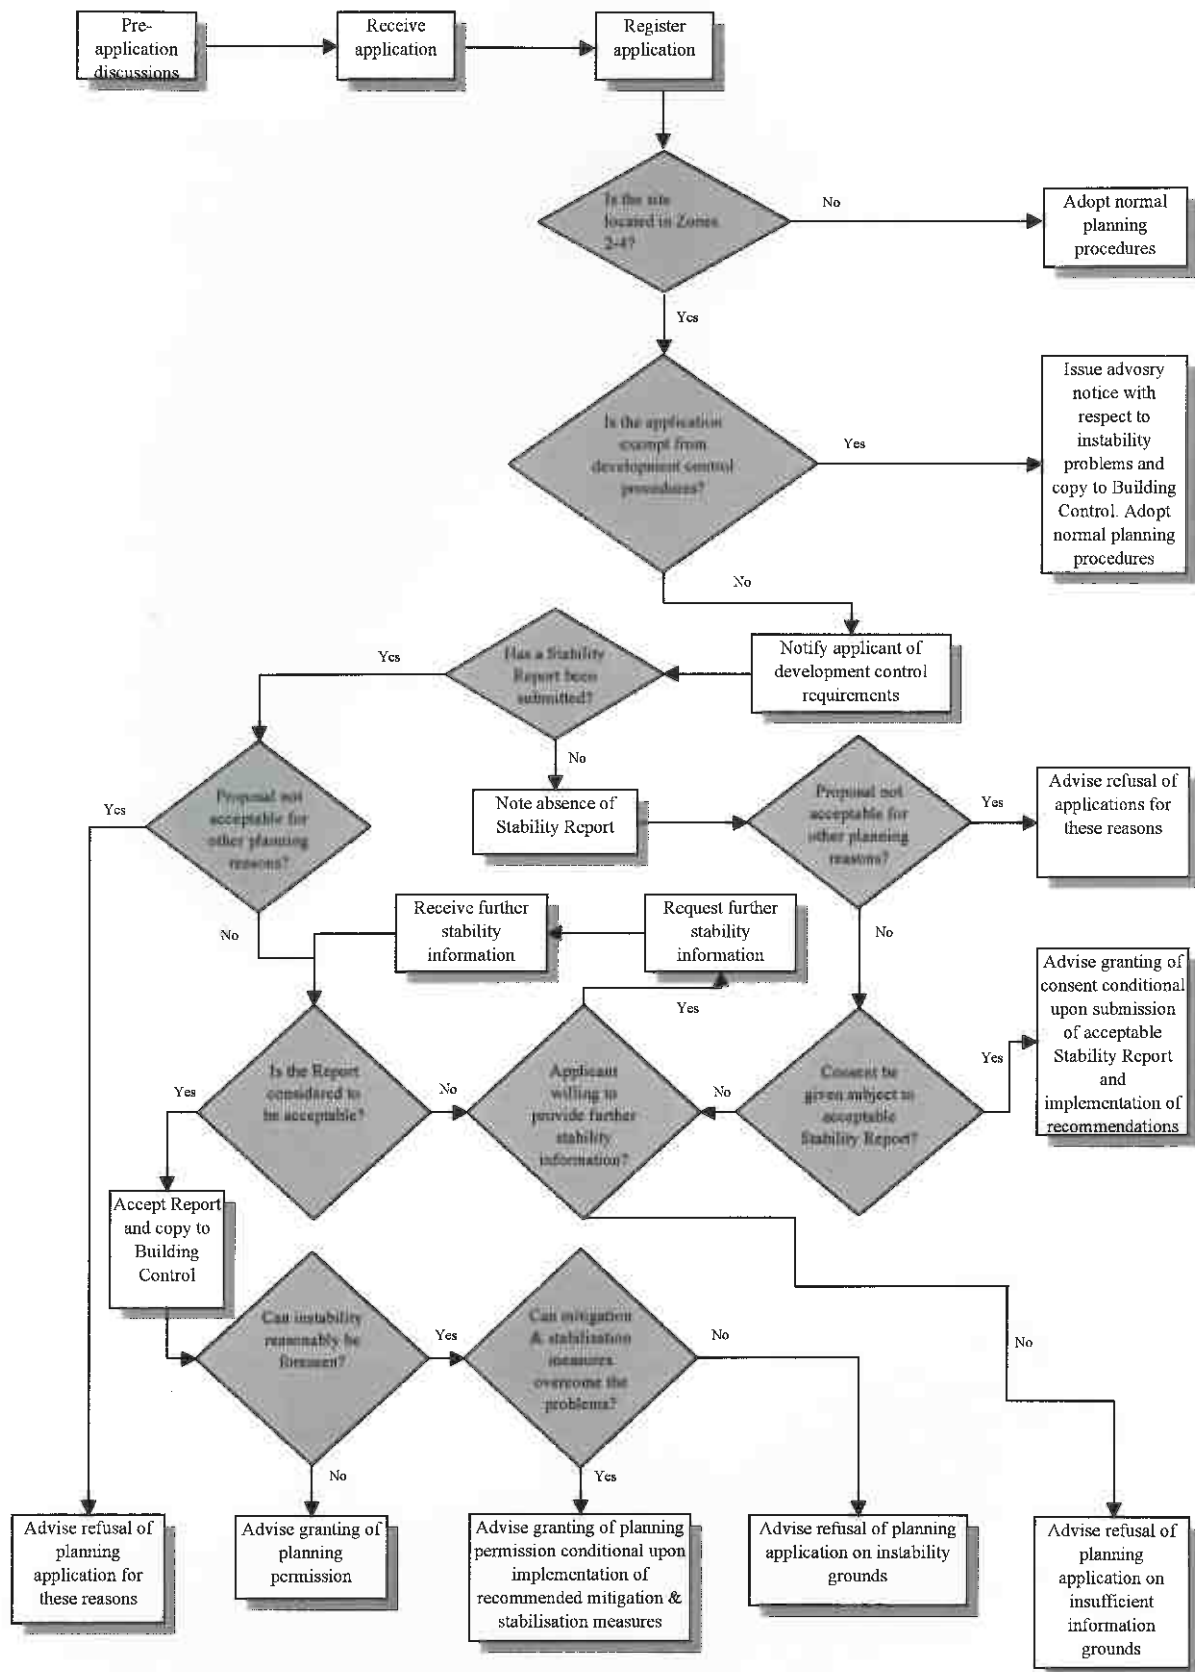 Pre-
application
discussions
Receive
application
Register
application
Is the site
located in Zones
2-4?
No
Adopt normal
planning
procedures
Yes
Is the application
exempt from
development control
procedures?
Yes
Issue advosry
notice with
respect to
instability
problems and
copy to Building
Control. Adopt
normal planning
procedures
No
Notify applicant of
development control
requirements
Has a Stability
Report been
submitted?
Yes
No
Note absence of
Stability Report
Proposal not
acceptable for
other planning
reasons?
Yes
Advise refusal of
applications for
these reasons
Proposal not
acceptable for
other planning
reasons?
Yes
No
Receive further
stability
information
Request further
stability
information
No
Yes
Advise granting of
consent conditional
upon submission
of acceptable
Stability Report
and
implementation of
recommendations
Is the Report
considered to
be acceptable?
Yes
No
Applicant
willing to
provide further
stability
information?
No
Consent be
given subject to
acceptable
Stability Report?
Yes
Accept Report
and copy to
Building
Control
Can instability
reasonably be
foreseen?
Yes
Can mitigation
& stabilisation
measures
overcome the
problems?
No
No
No
Yes
Advise refusal of
planning
application for
these reasons
Advise granting of
planning
permission
Advise granting of planning
permission conditional upon
implementation of
recommended mitigation &
stabilisation measures
Advise refusal of planning
application on instability
grounds
Advise refusal of
planning
application on
insufficient
information
grounds